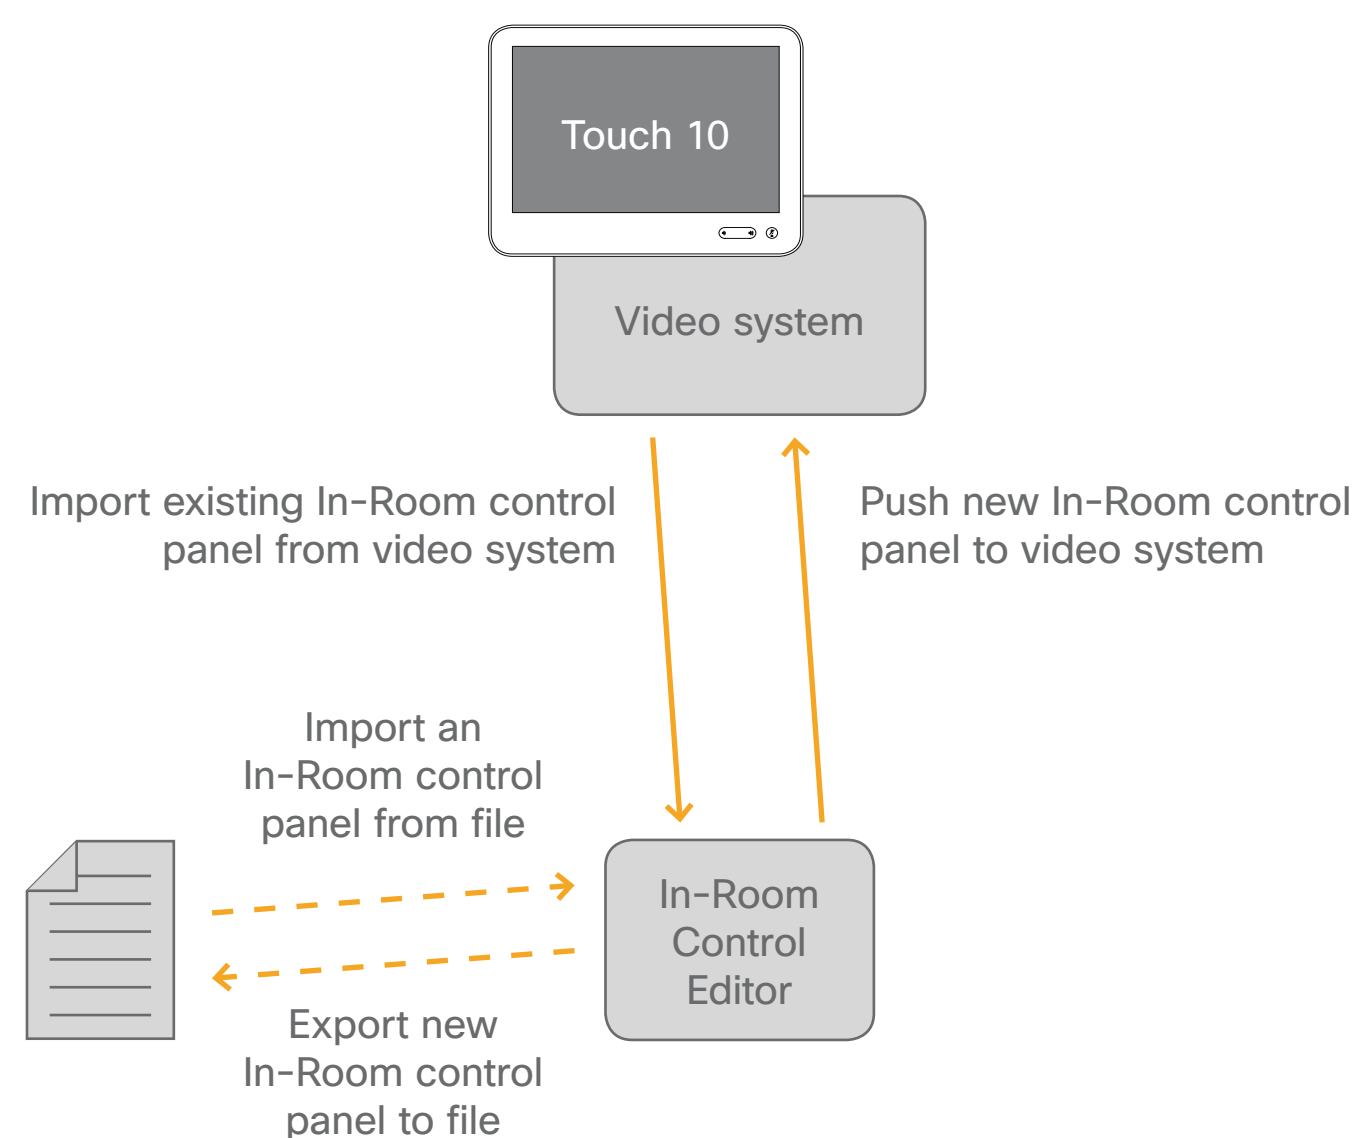 Touch 10
Video system
Import existing In-Room control
panel from video system
Push new In-Room control
panel to video system
Import an
In-Room control
panel from file
In-Room
Control
Editor
Export new
In-Room control
panel to file